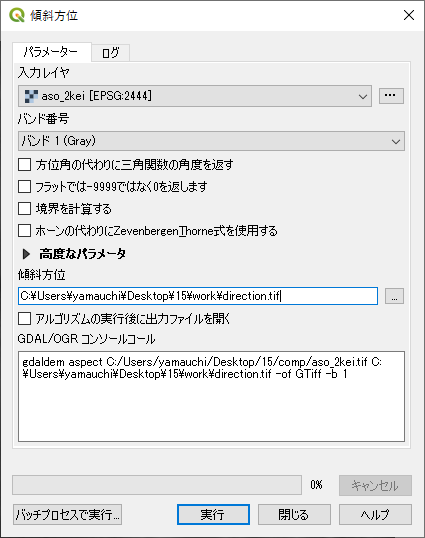 傾斜方位
パラメーター ログ
入力レイヤ
aso_2kei [EPSG:2444]
...
バンド番号
バンド 1 (Gray)
方位角の代わりに三角関数の角度を返す
フラットでは-9999ではなく0を返します
境界を計算する
ホーンの代わりにZevenbergenThorne式を使用する
高度なパラメータ
傾斜方位
C:¥Users¥yamauchi¥Desktop¥15¥work¥direction.tif
...
アルゴリズムの実行後に出力ファイルを開く
GDAL/OGR コンソールコール
gdaldem aspect C:/Users/yamauchi/Desktop/15/comp/aso_2kei.tif C:
¥Users¥yamauchi¥Desktop¥15¥work¥direction.tif -of GTiff -b 1
0% キャンセル
バッチプロセスで実行... 実行 閉じる ヘルプ